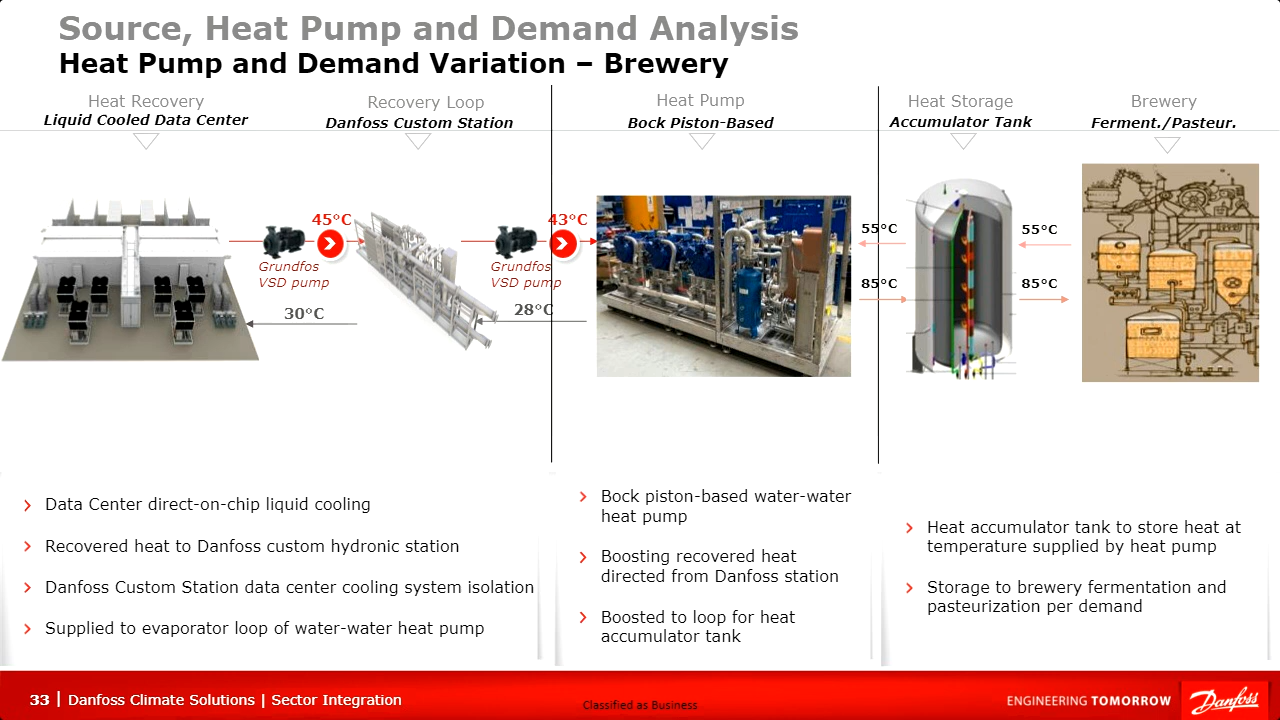 Source, Heat Pump and Demand Analysis
Heat Pump and Demand Variation – Brewery
Heat Recovery
Liquid Cooled Data Center
Recovery Loop
Danfoss Custom Station
Heat Pump
Bock Piston-Based
Heat Storage
Accumulator Tank
Brewery
Ferment./Pasteur.
45°C
Grundfos
VSD pump
30°C
43°C
Grundfos
VSD pump
28°C
55°C
85°C
55°C
85°C
Data Center direct-on-chip liquid cooling
Recovered heat to Danfoss custom hydronic station
Danfoss Custom Station data center cooling system isolation
Supplied to evaporator loop of water-water heat pump
Bock piston-based water-water
heat pump
Boosting recovered heat
directed from Danfoss station
Boosted to loop for heat
accumulator tank
Heat accumulator tank to store heat at
temperature supplied by heat pump
Storage to brewery fermentation and
pasteurization per demand
33 | Danfoss Climate Solutions | Sector Integration
Classified as Business
ENGINEERING TOMORROW
Danfoss